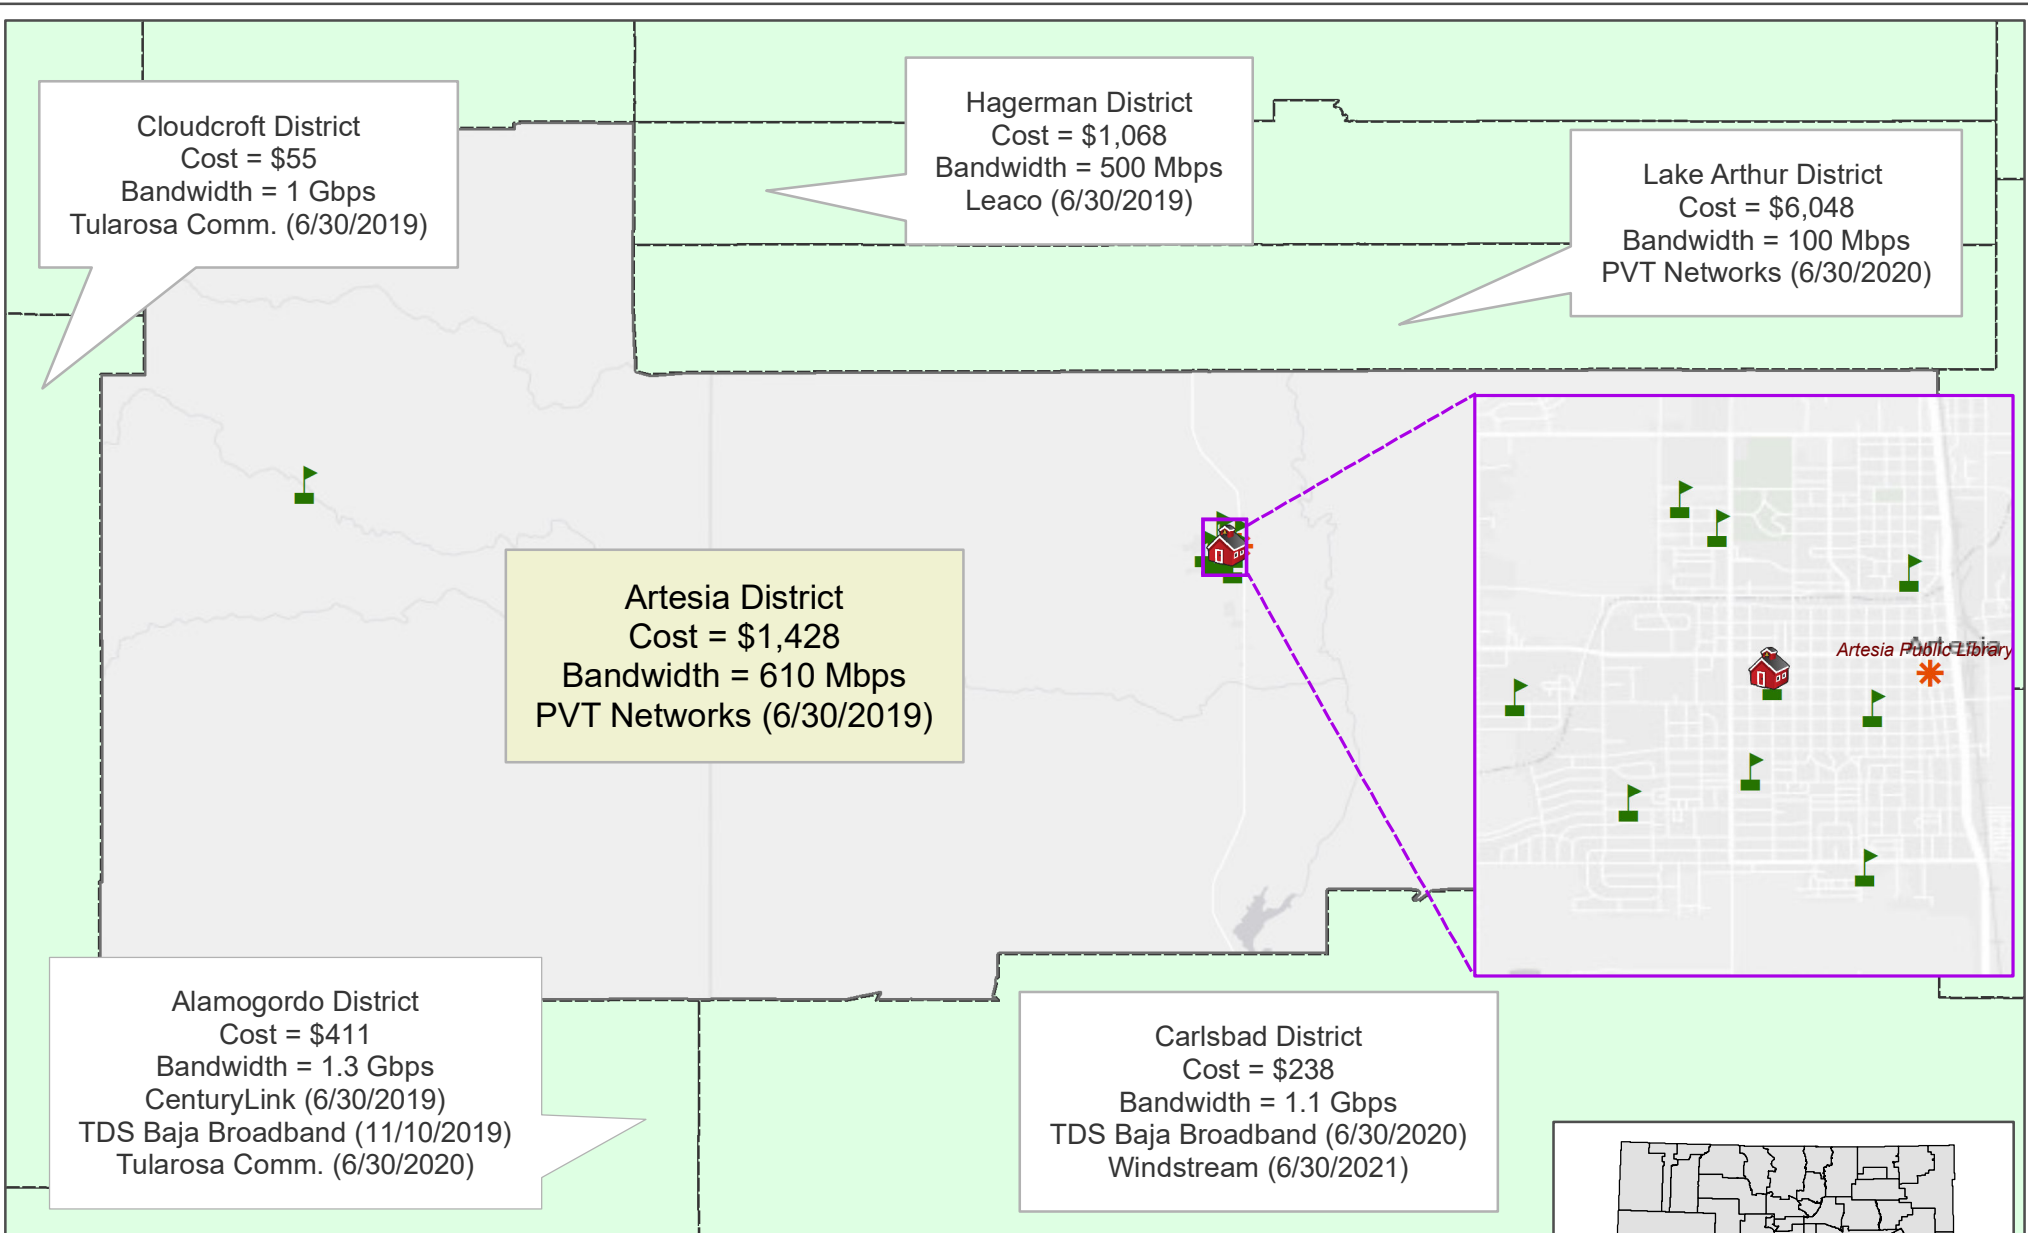 Cloudcroft District
Cost = $55
Bandwidth = 1 Gbps
Tularosa Comm. (6/30/2019)
Hagerman District
Cost = $1,068
Bandwidth = 500 Mbps
Leaco (6/30/2019)
Lake Arthur District
Cost = $6,048
Bandwidth = 100 Mbps
PVT Networks (6/30/2020)
Artesia District
Cost = $1,428
Bandwidth = 610 Mbps
PVT Networks (6/30/2019)
Artesia
Artesia Public Library
Alamogordo District
Cost = $411
Bandwidth = 1.3 Gbps
CenturyLink (6/30/2019)
TDS Baja Broadband (11/10/2019)
Tularosa Comm. (6/30/2020)
Carlsbad District
Cost = $238
Bandwidth = 1.1 Gbps
TDS Baja Broadband (6/30/2020)
Windstream (6/30/2021)